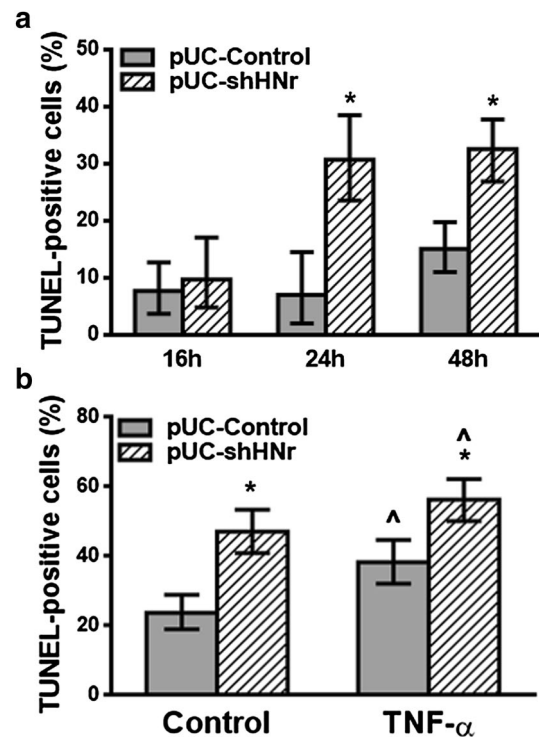 a
TUNEL-positive cells (%)
50
40
30
20
10
0
pUC-Control
pUC-shHNr
*
*
16h 24h 48h
b
TUNEL-positive cells (%)
80
60
40
20
0
pUC-Control
pUC-shHNr
*
^
^
*
Control TNF-α